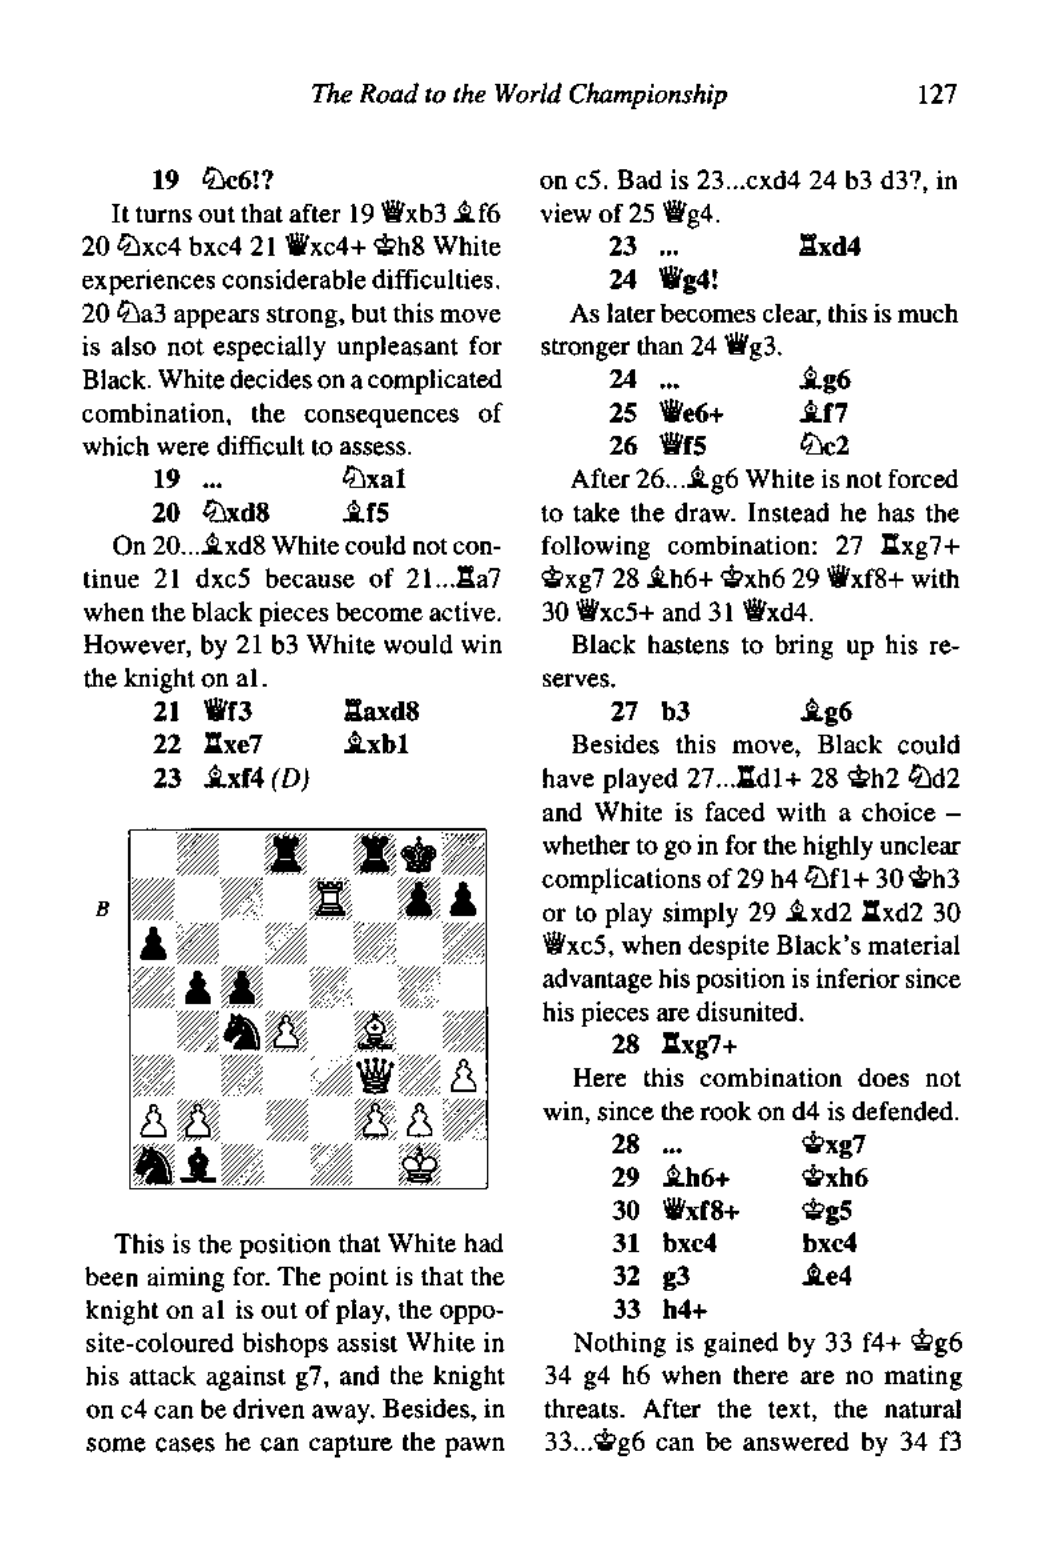 The Road to the World Championship 127
19 ♘c6!?
It turns out that after 19 ♕xb3 ♗f6
20 ♘xc4 bxc4 21 ♕xc4+ ♔h8 White
experiences considerable difficulties.
20 ♘a3 appears strong, but this move
is also not especially unpleasant for
Black. White decides on a complicated
combination, the consequences of
which were difficult to assess.
19 ... ♘xa1
20 ♘xd8 ♗f5
On 20...♗xd8 White could not con-
tinue 21 dxc5 because of 21...♖a7
when the black pieces become active.
However, by 21 b3 White would win
the knight on a1.
21 ♕f3 ♖axd8
22 ♖xe7 ♗xb1
23 ♗xf4 (D)
B
This is the position that White had
been aiming for. The point is that the
knight on a1 is out of play, the oppo-
site-coloured bishops assist White in
his attack against g7, and the knight
on c4 can be driven away. Besides, in
some cases he can capture the pawn
on c5. Bad is 23...cxd4 24 b3 d3?, in
view of 25 ♕g4.
23 ... ♖xd4
24 ♕g4!
As later becomes clear, this is much
stronger than 24 ♕g3.
24 ... ♗g6
25 ♕e6+ ♗f7
26 ♕f5 ♘c2
After 26...♗g6 White is not forced
to take the draw. Instead he has the
following combination: 27 ♖xg7+
♔xg7 28 ♗h6+ ♔xh6 29 ♕xf8+ with
30 ♕xc5+ and 31 ♕xd4.
Black hastens to bring up his re-
serves.
27 b3 ♗g6
Besides this move, Black could
have played 27...♖d1+ 28 ♔h2 ♘d2
and White is faced with a choice –
whether to go in for the highly unclear
complications of 29 h4 ♘f1+ 30 ♔h3
or to play simply 29 ♗xd2 ♖xd2 30
♕xc5, when despite Black's material
advantage his position is inferior since
his pieces are disunited.
28 ♖xg7+
Here this combination does not
win, since the rook on d4 is defended.
28 ... ♔xg7
29 ♗h6+ ♔xh6
30 ♕xf8+ ♔g5
31 bxc4 bxc4
32 g3 ♗e4
33 h4+
Nothing is gained by 33 f4+ ♔g6
34 g4 h6 when there are no mating
threats. After the text, the natural
33...♔g6 can be answered by 34 f3